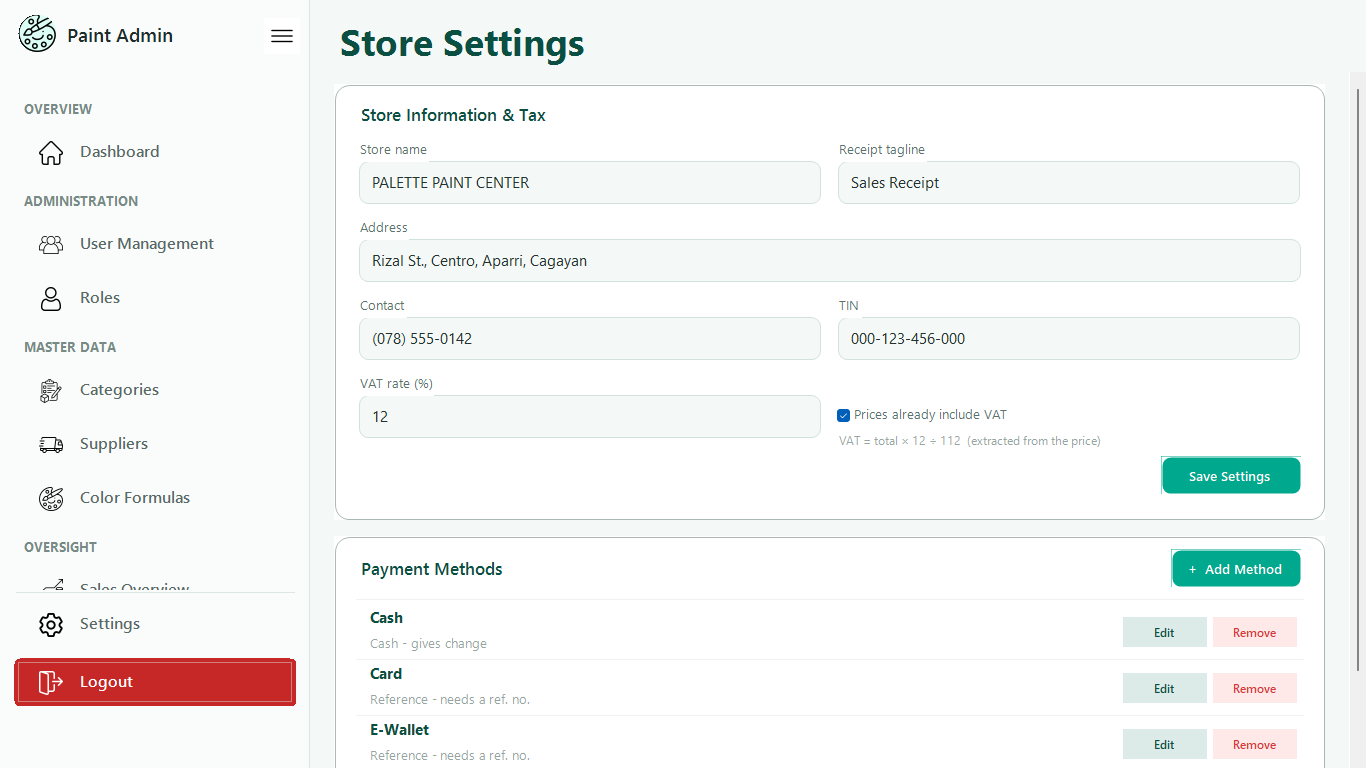 Paint Admin
OVERVIEW
Dashboard
ADMINISTRATION
User Management
Roles
MASTER DATA
Categories
Suppliers
Color Formulas
OVERSIGHT
Sales Overview
Settings
Logout
Store Settings
Store Information & Tax
Store name
Receipt tagline
PALETTE PAINT CENTER
Sales Receipt
Address
Rizal St., Centro, Aparri, Cagayan
Contact
TIN
(078) 555-0142
000-123-456-000
VAT rate (%)
12
Prices already include VAT
VAT = total × 12 ÷ 112 (extracted from the price)
Save Settings
Payment Methods
+ Add Method
Cash
Cash - gives change
Edit
Remove
Card
Reference - needs a ref. no.
Edit
Remove
E-Wallet
Reference - needs a ref. no.
Edit
Remove